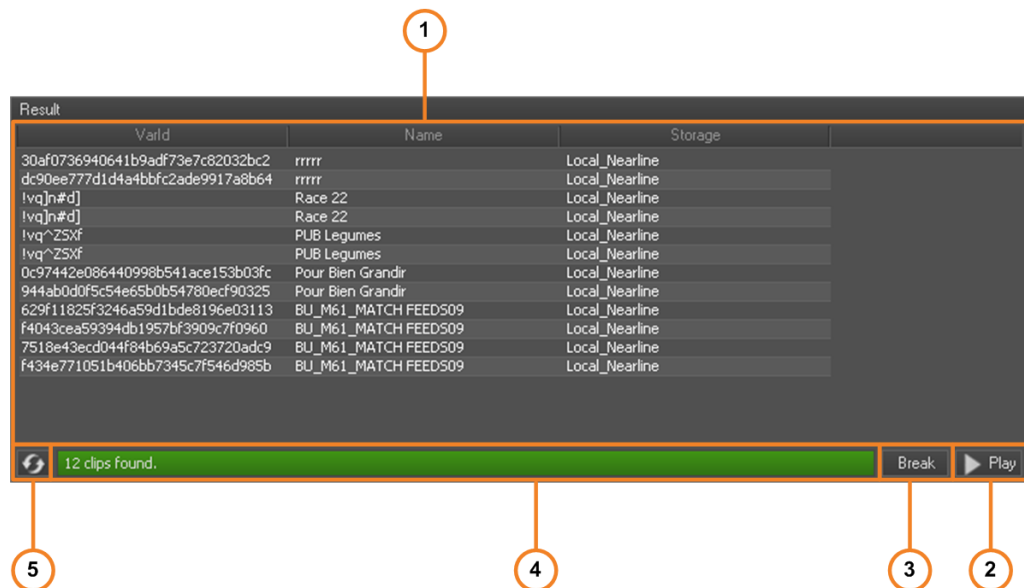 1
Result
VarId Name Storage
30af0736940641b9adf73e7c82032bc2 rrrrr Local_Nearline
dc90ee777d1d4a4bbfc2ade9917a8b64 rrrrr Local_Nearline
!vq]n#d] Race 22 Local_Nearline
!vq]n#d] Race 22 Local_Nearline
!vq^ZSXf PUB Legumes Local_Nearline
!vq^ZSXf PUB Legumes Local_Nearline
0c97442e086440998b541ace153b03fc Pour Bien Grandir Local_Nearline
944ab0d0f5c54e65b0b54780ecf90325 Pour Bien Grandir Local_Nearline
629f11825f3246a59d1bde8196e03113 BU_M61_MATCH FEEDS09 Local_Nearline
f4043cea59394db1957bf3909c7f0960 BU_M61_MATCH FEEDS09 Local_Nearline
7518e43ecd044f84b69a5c723720adc9 BU_M61_MATCH FEEDS09 Local_Nearline
f434e771051b406bb7345c7f546d985b BU_M61_MATCH FEEDS09 Local_Nearline
12 clips found. Break Play
5 4 3 2